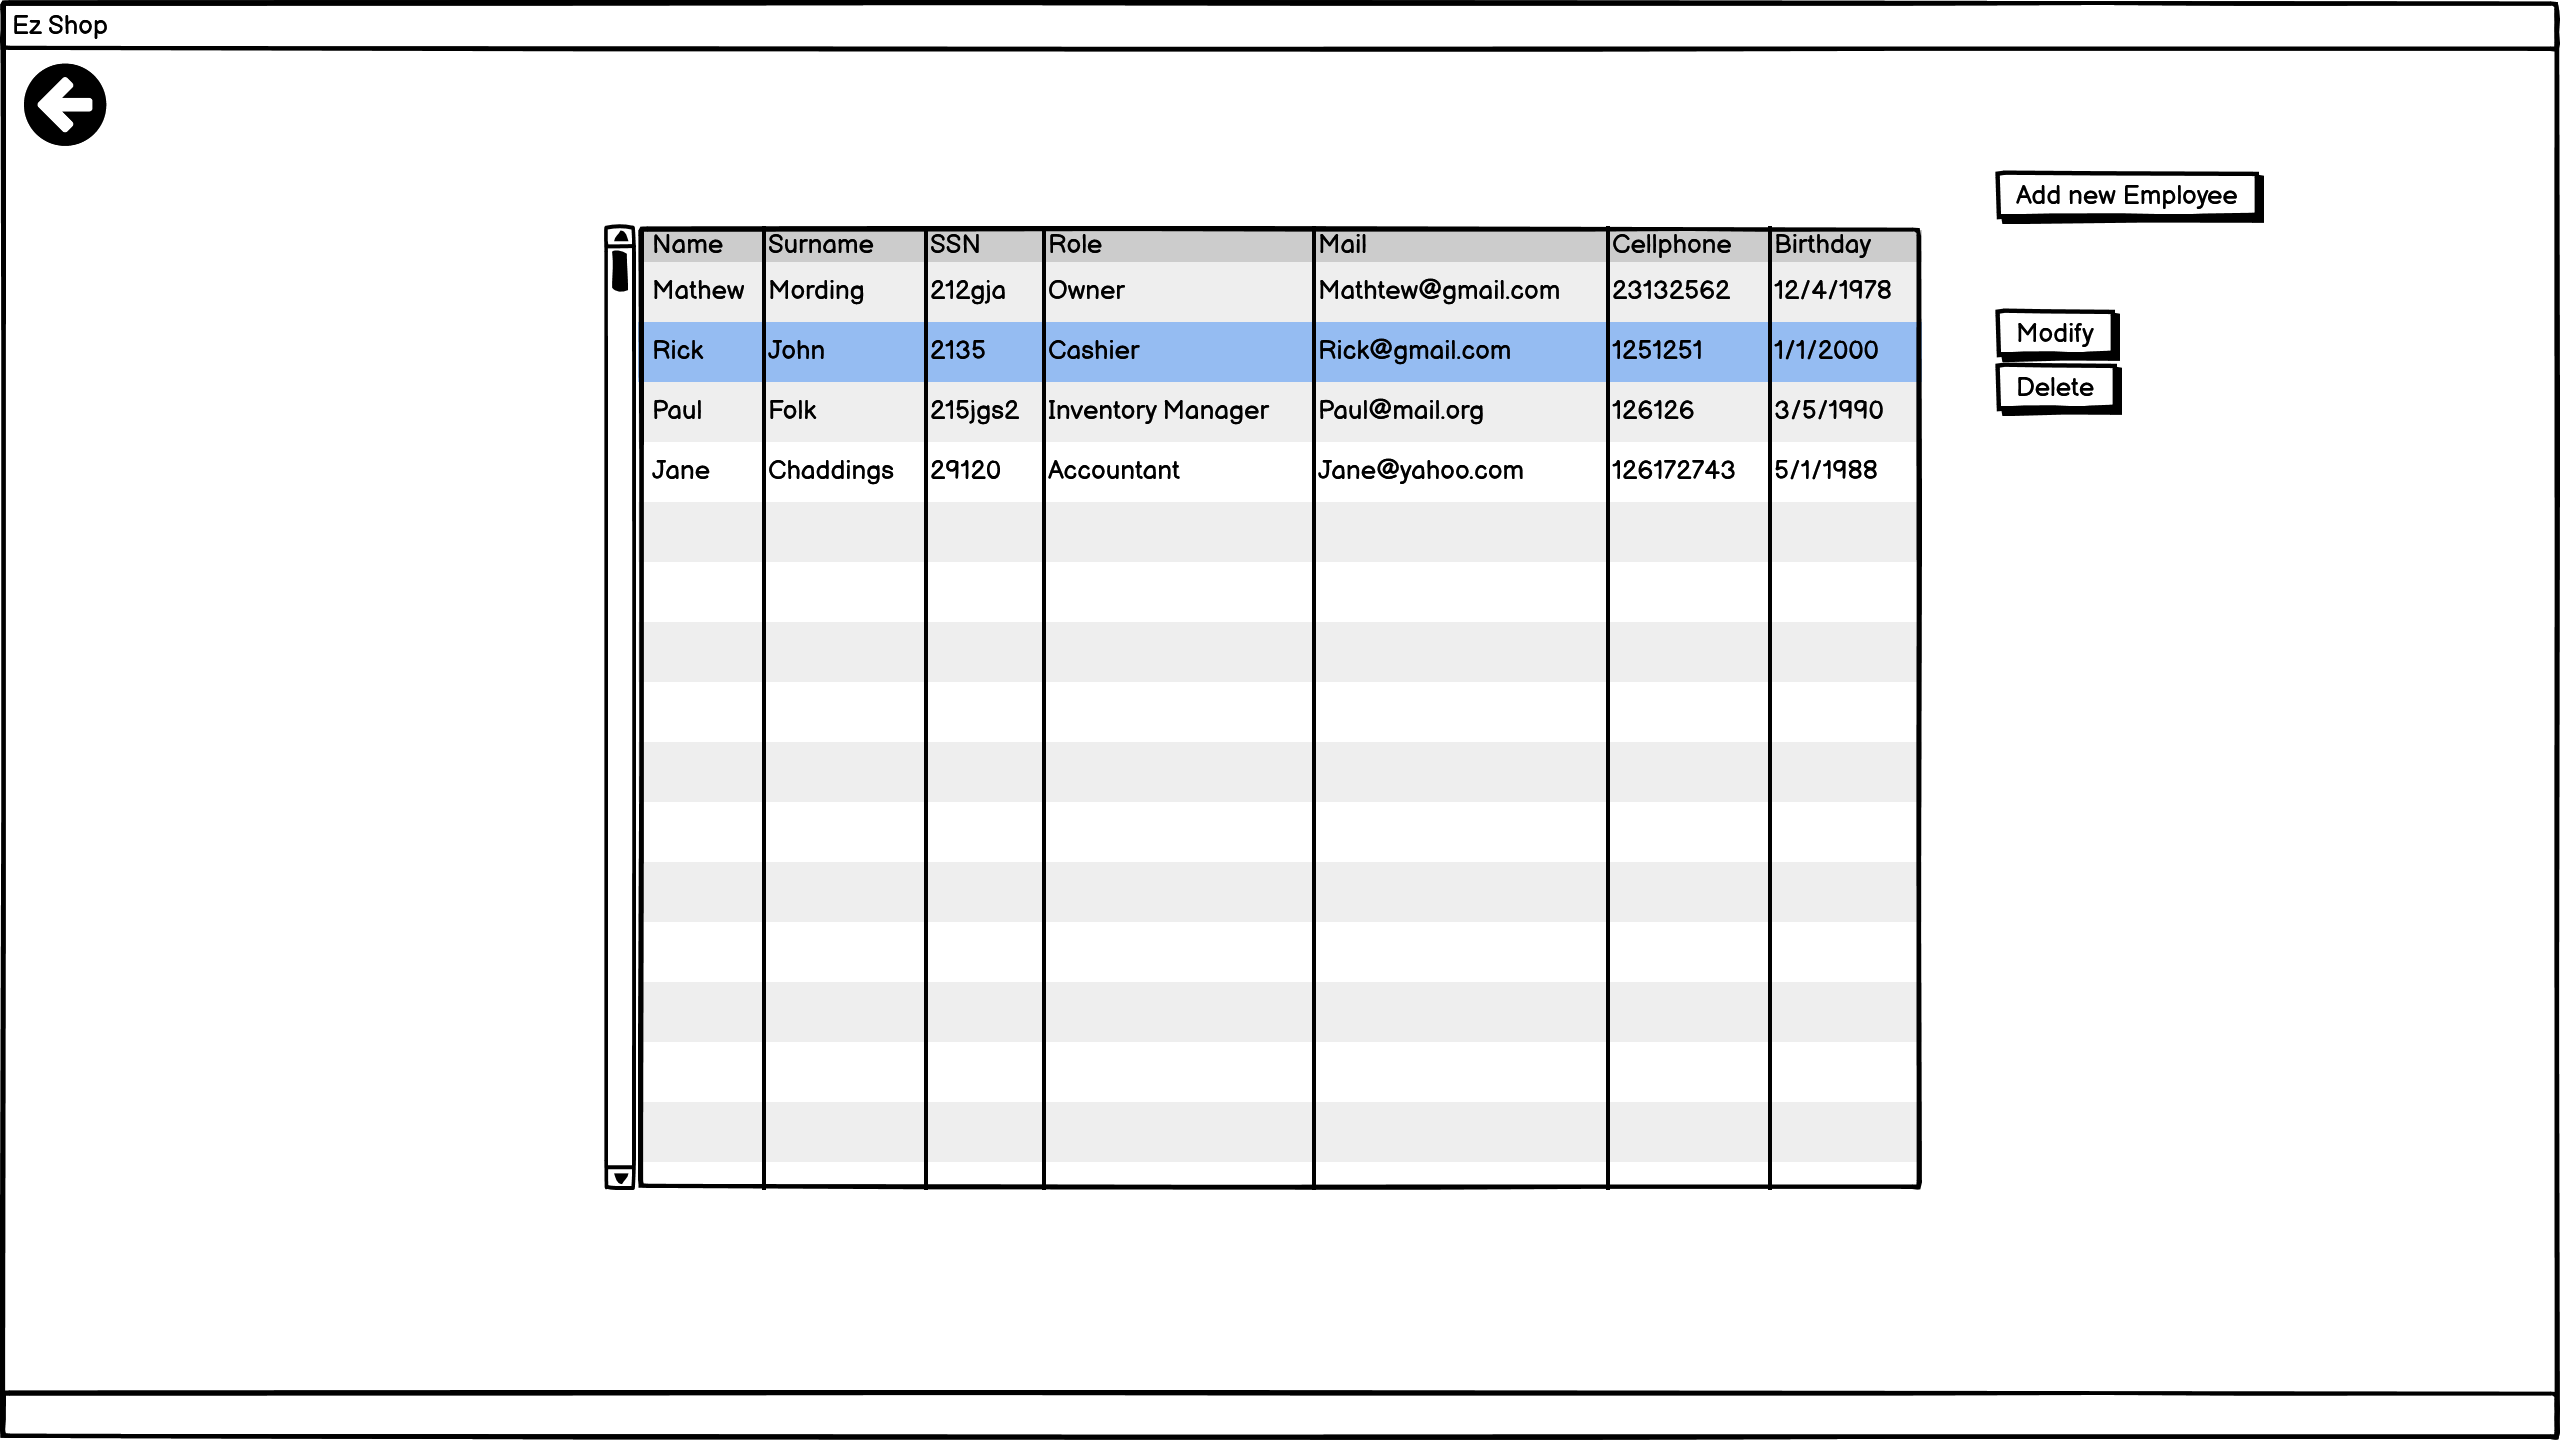 Ez Shop
Add new Employee
Name Surname SSN Role Mail Cellphone Birthday
Mathew Mording 212gja Owner Mathtew@gmail.com 23132562 12/4/1978
Modify
Rick John 2135 Cashier Rick@gmail.com 1251251 1/1/2000
Delete
Paul Folk 215jgs2 Inventory Manager Paul@mail.org 126126 3/5/1990
Jane Chaddings 29120 Accountant Jane@yahoo.com 126172743 5/1/1988